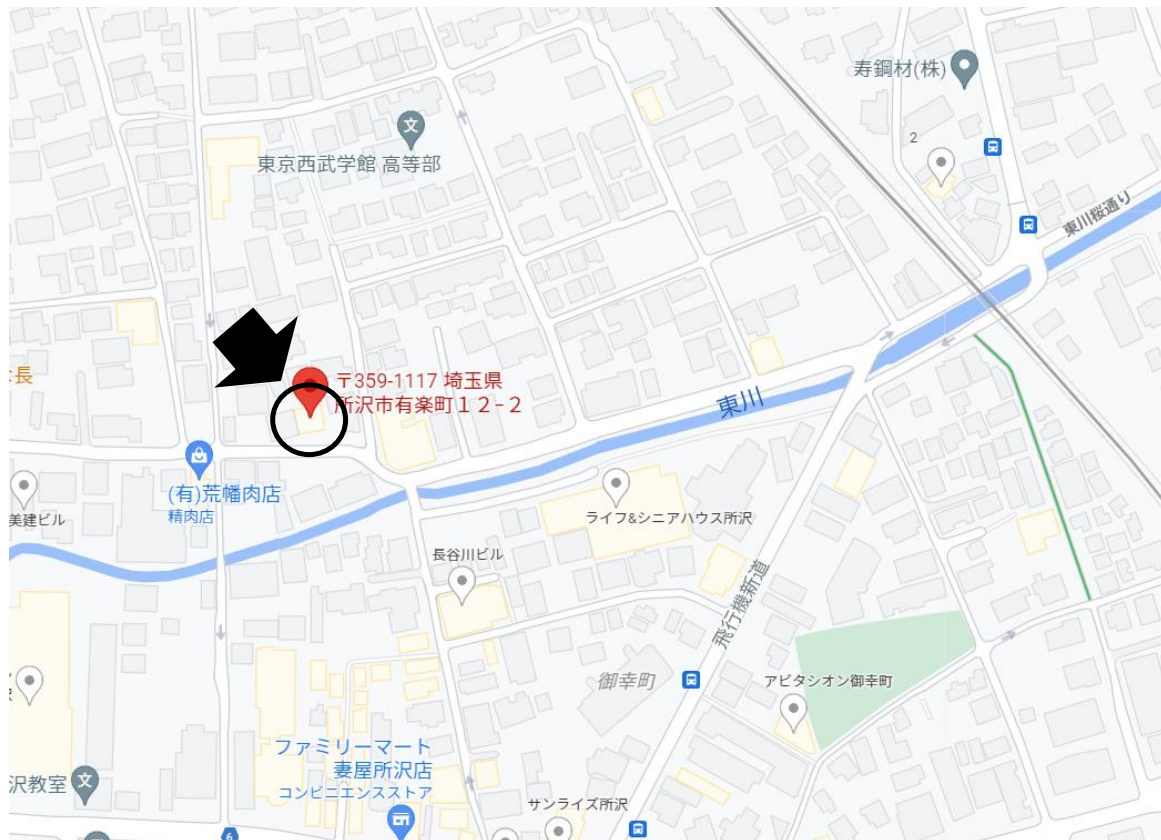 寿鋼材(株)
文
2
東京西武学館 高等部
東川桜通り
〒359-1117 埼玉県
所沢市有楽町１２−２
長
東川
(有)荒幡肉店
精肉店
美建ビル
ライフ&シニアハウス所沢
長谷川ビル
飛行機新道
御幸町
アビタシオン御幸町
ファミリーマート
妻屋所沢店
コンビニエンスストア
沢教室
文
サンライズ所沢
6